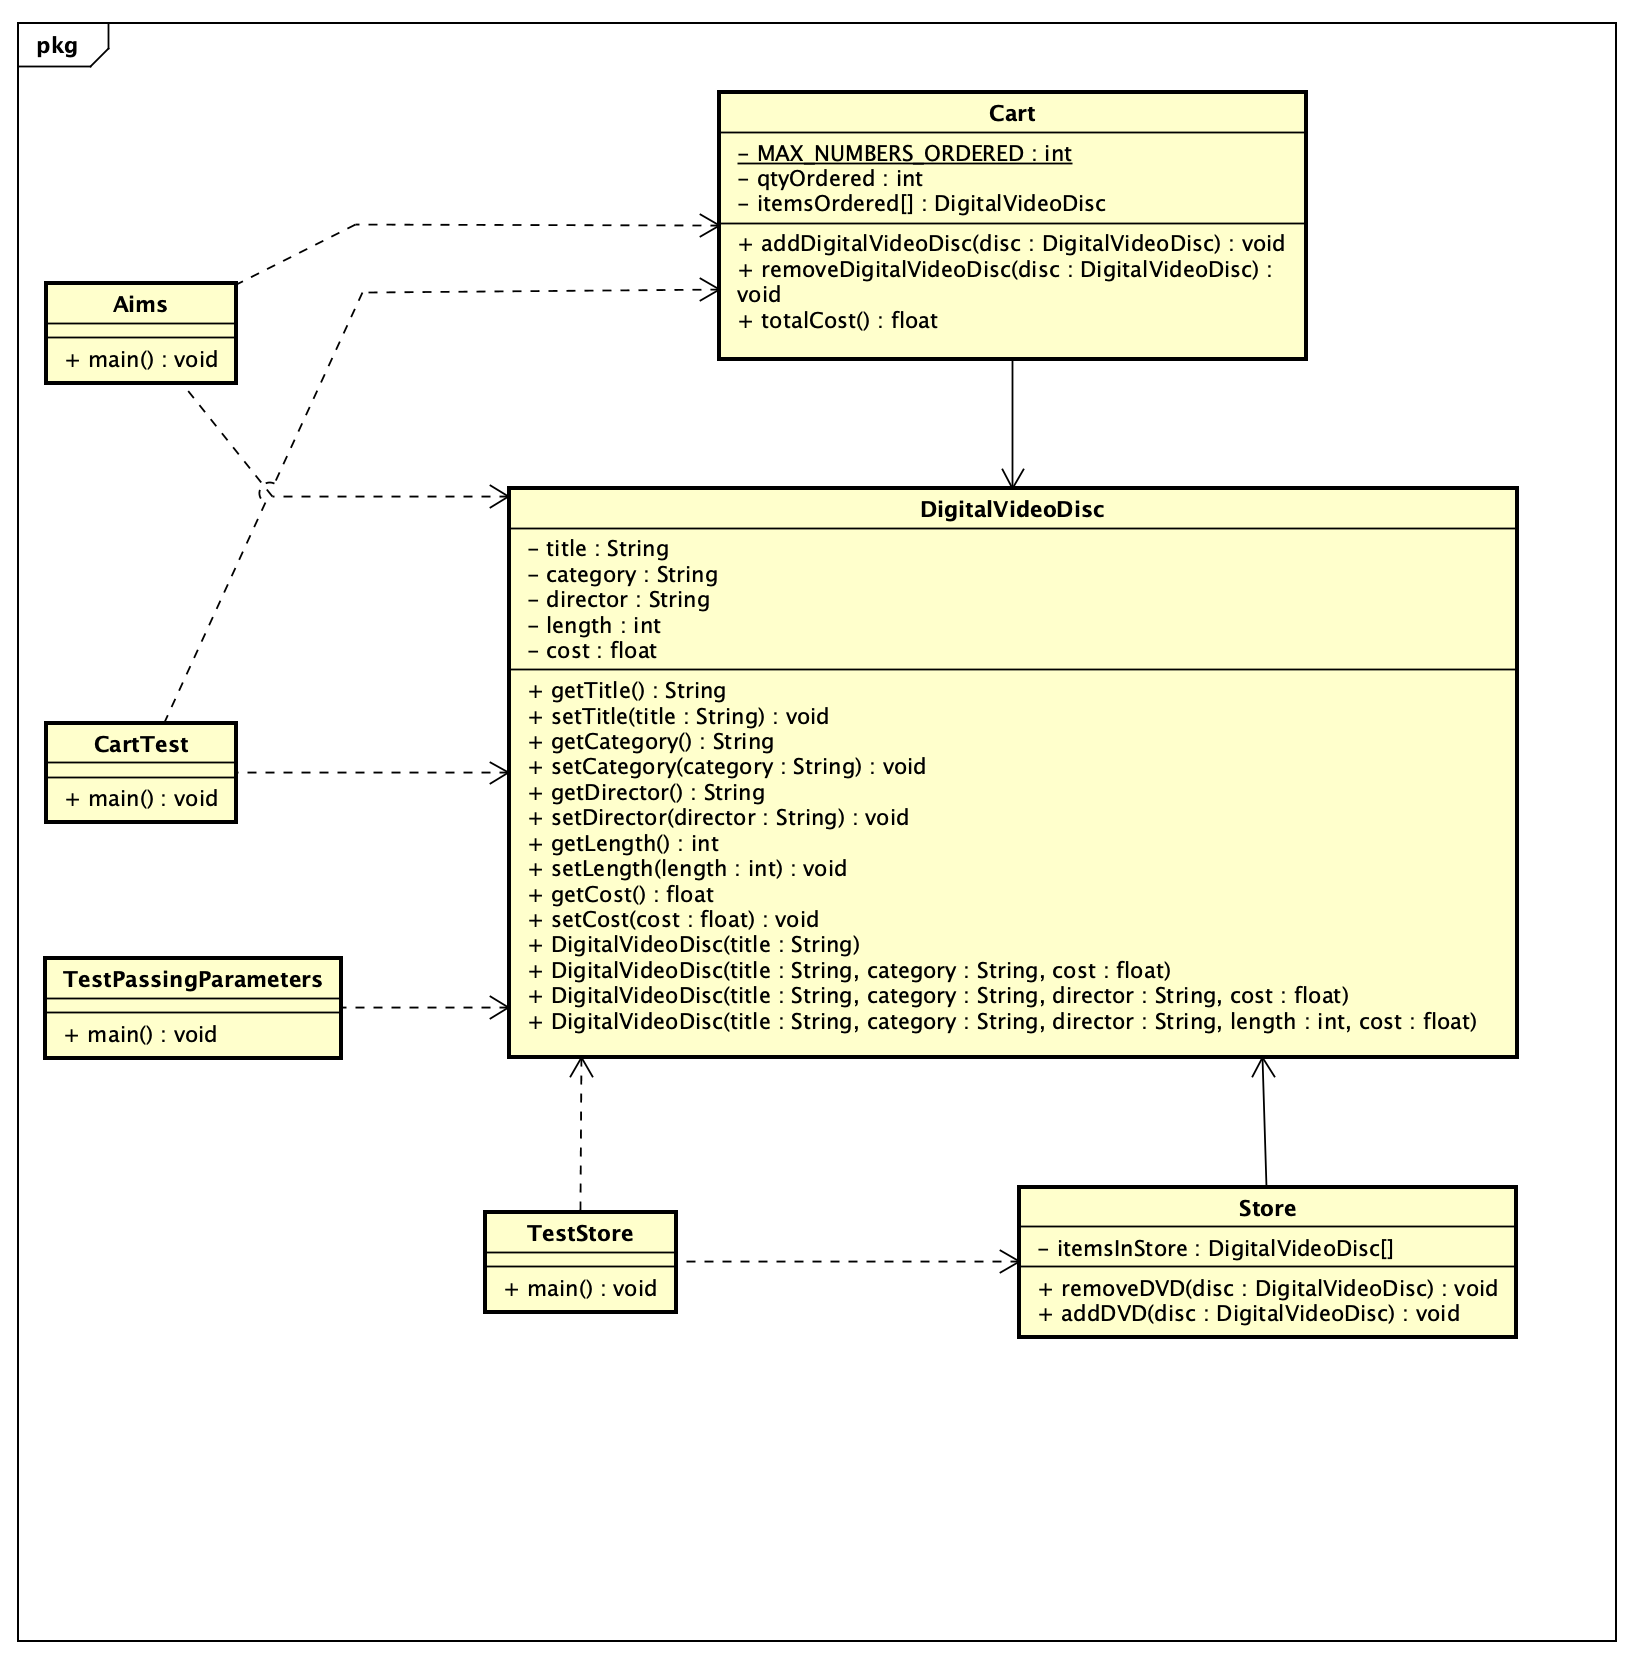 pkg
Cart
- MAX_NUMBERS_ORDERED : int
- qtyOrdered : int
- itemsOrdered[] : DigitalVideoDisc
+ addDigitalVideoDisc(disc : DigitalVideoDisc) : void
+ removeDigitalVideoDisc(disc : DigitalVideoDisc) :
void
+ totalCost() : float
Aims
+ main() : void
DigitalVideoDisc
- title : String
- category : String
- director : String
- length : int
- cost : float
+ getTitle() : String
+ setTitle(title : String) : void
+ getCategory() : String
+ setCategory(category : String) : void
+ getDirector() : String
+ setDirector(director : String) : void
+ getLength() : int
+ setLength(length : int) : void
+ getCost() : float
+ setCost(cost : float) : void
+ DigitalVideoDisc(title : String)
+ DigitalVideoDisc(title : String, category : String, cost : float)
+ DigitalVideoDisc(title : String, category : String, director : String, cost : float)
+ DigitalVideoDisc(title : String, category : String, director : String, length : int, cost : float)
CartTest
+ main() : void
TestPassingParameters
+ main() : void
TestStore
+ main() : void
Store
- itemsInStore : DigitalVideoDisc[]
+ removeDVD(disc : DigitalVideoDisc) : void
+ addDVD(disc : DigitalVideoDisc) : void